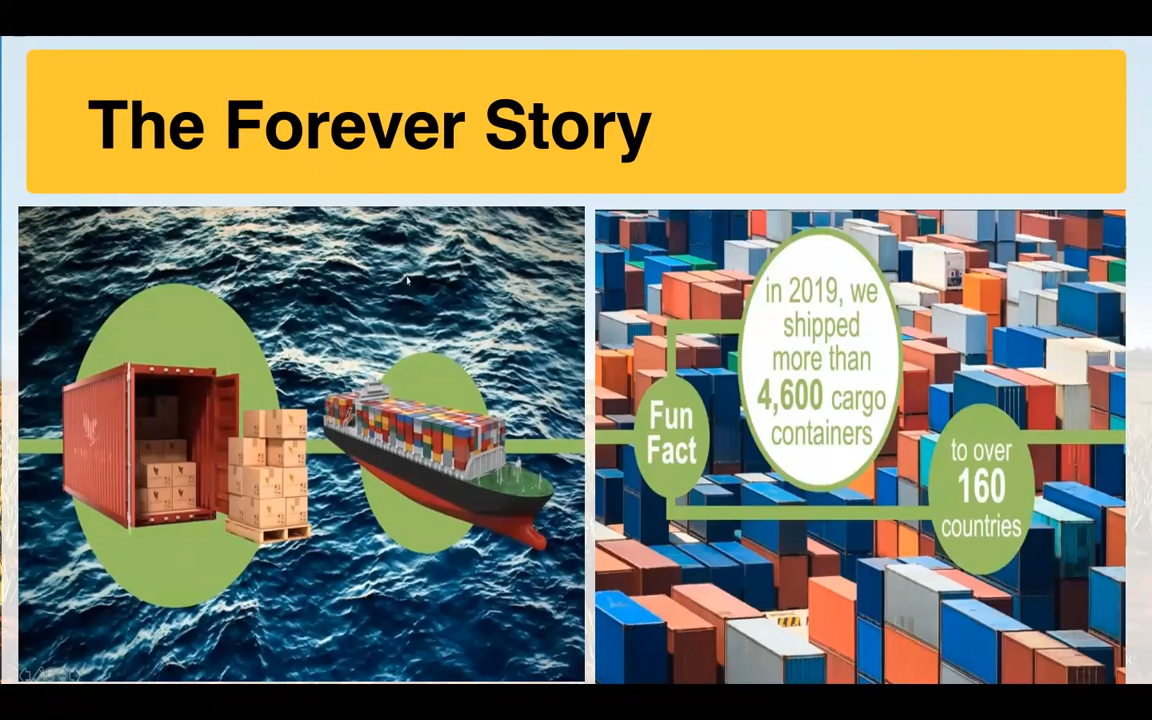 The Forever Story
in 2019, we
shipped
more than
4,600 cargo
containers
Fun
Fact
to over
160
countries